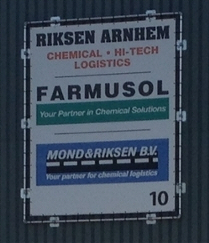 RIKSEN ARNHEM
CHEMICAL • HI-TECH
LOGISTICS
FARMUSOL
Your Partner in Chemical Solutions
MOND&RIKSEN B.V.
Your partner for chemical logistics
10